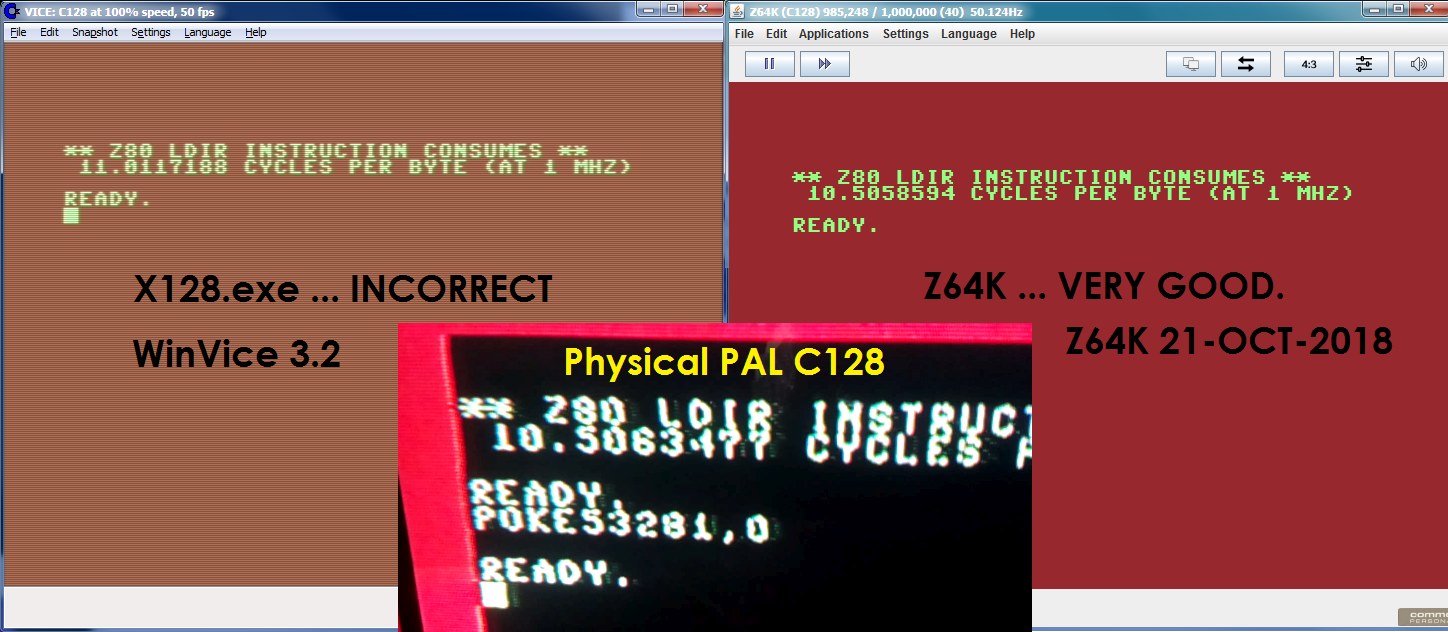 VICE: C128 at 100% speed, 50 fps
File Edit Snapshot Settings Language Help
** Z80 LDIR INSTRUCTION CONSUMES **
11.0117188 CYCLES PER BYTE (AT 1 MHZ)
READY.
X128.exe ... INCORRECT
WinVice 3.2
Z64K (C128) 985,248 / 1,000,000 (40) 50.124Hz
File Edit Applications Settings Language Help
4:3
** Z80 LDIR INSTRUCTION CONSUMES **
10.5058594 CYCLES PER BYTE (AT 1 MHZ)
READY.
Z64K ... VERY GOOD.
Z64K 21-OCT-2018
Physical PAL C128
** Z80 LDIR INSTRUCT
10.5063477 CYCLES P
READY.
POKE53281,0
READY.